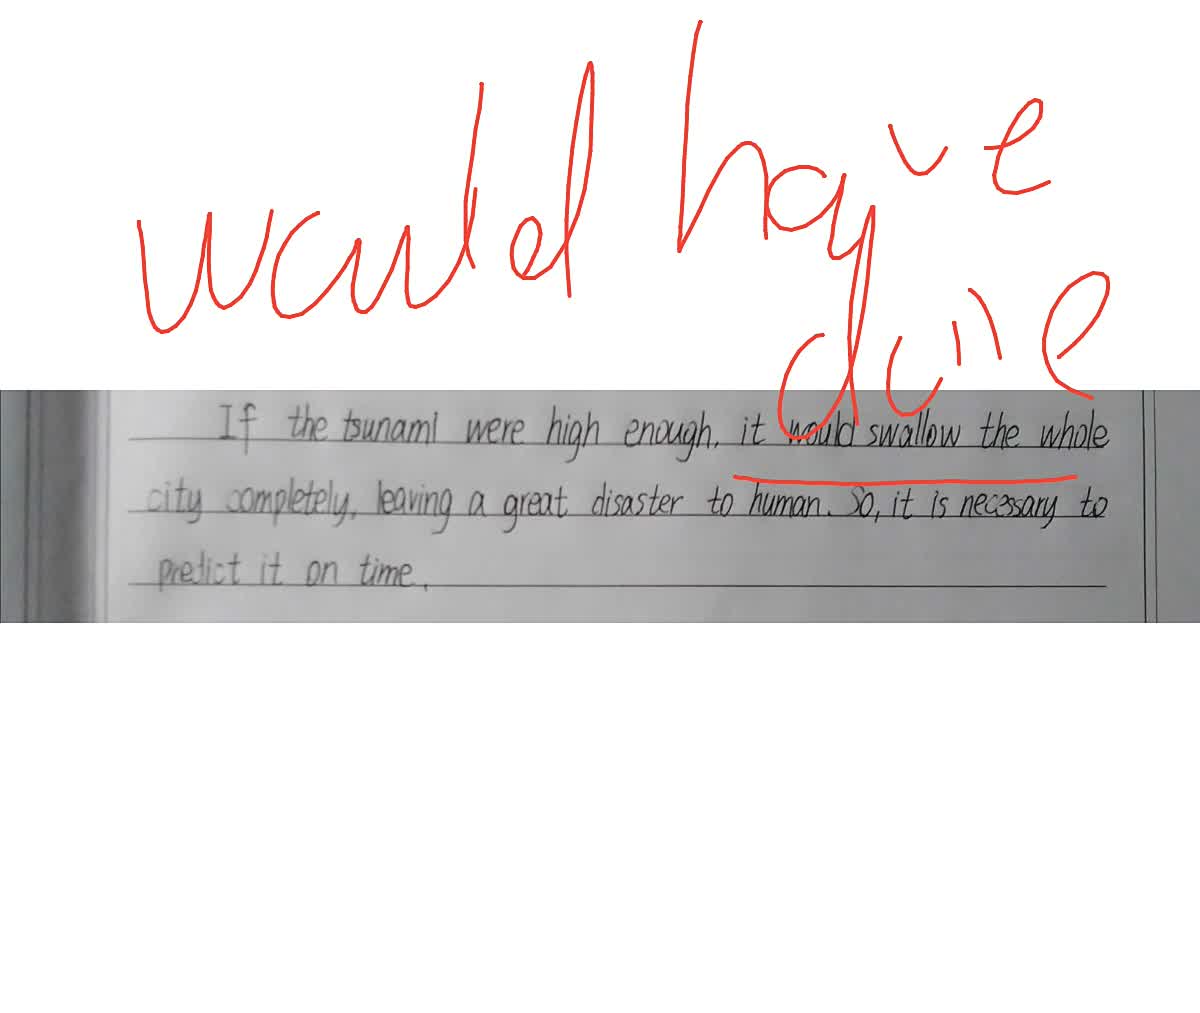 would have
done
If the tsunami were high enough, it would swallow the whole
city completely, leaving a great disaster to human. So, it is necessary to
predict it on time.